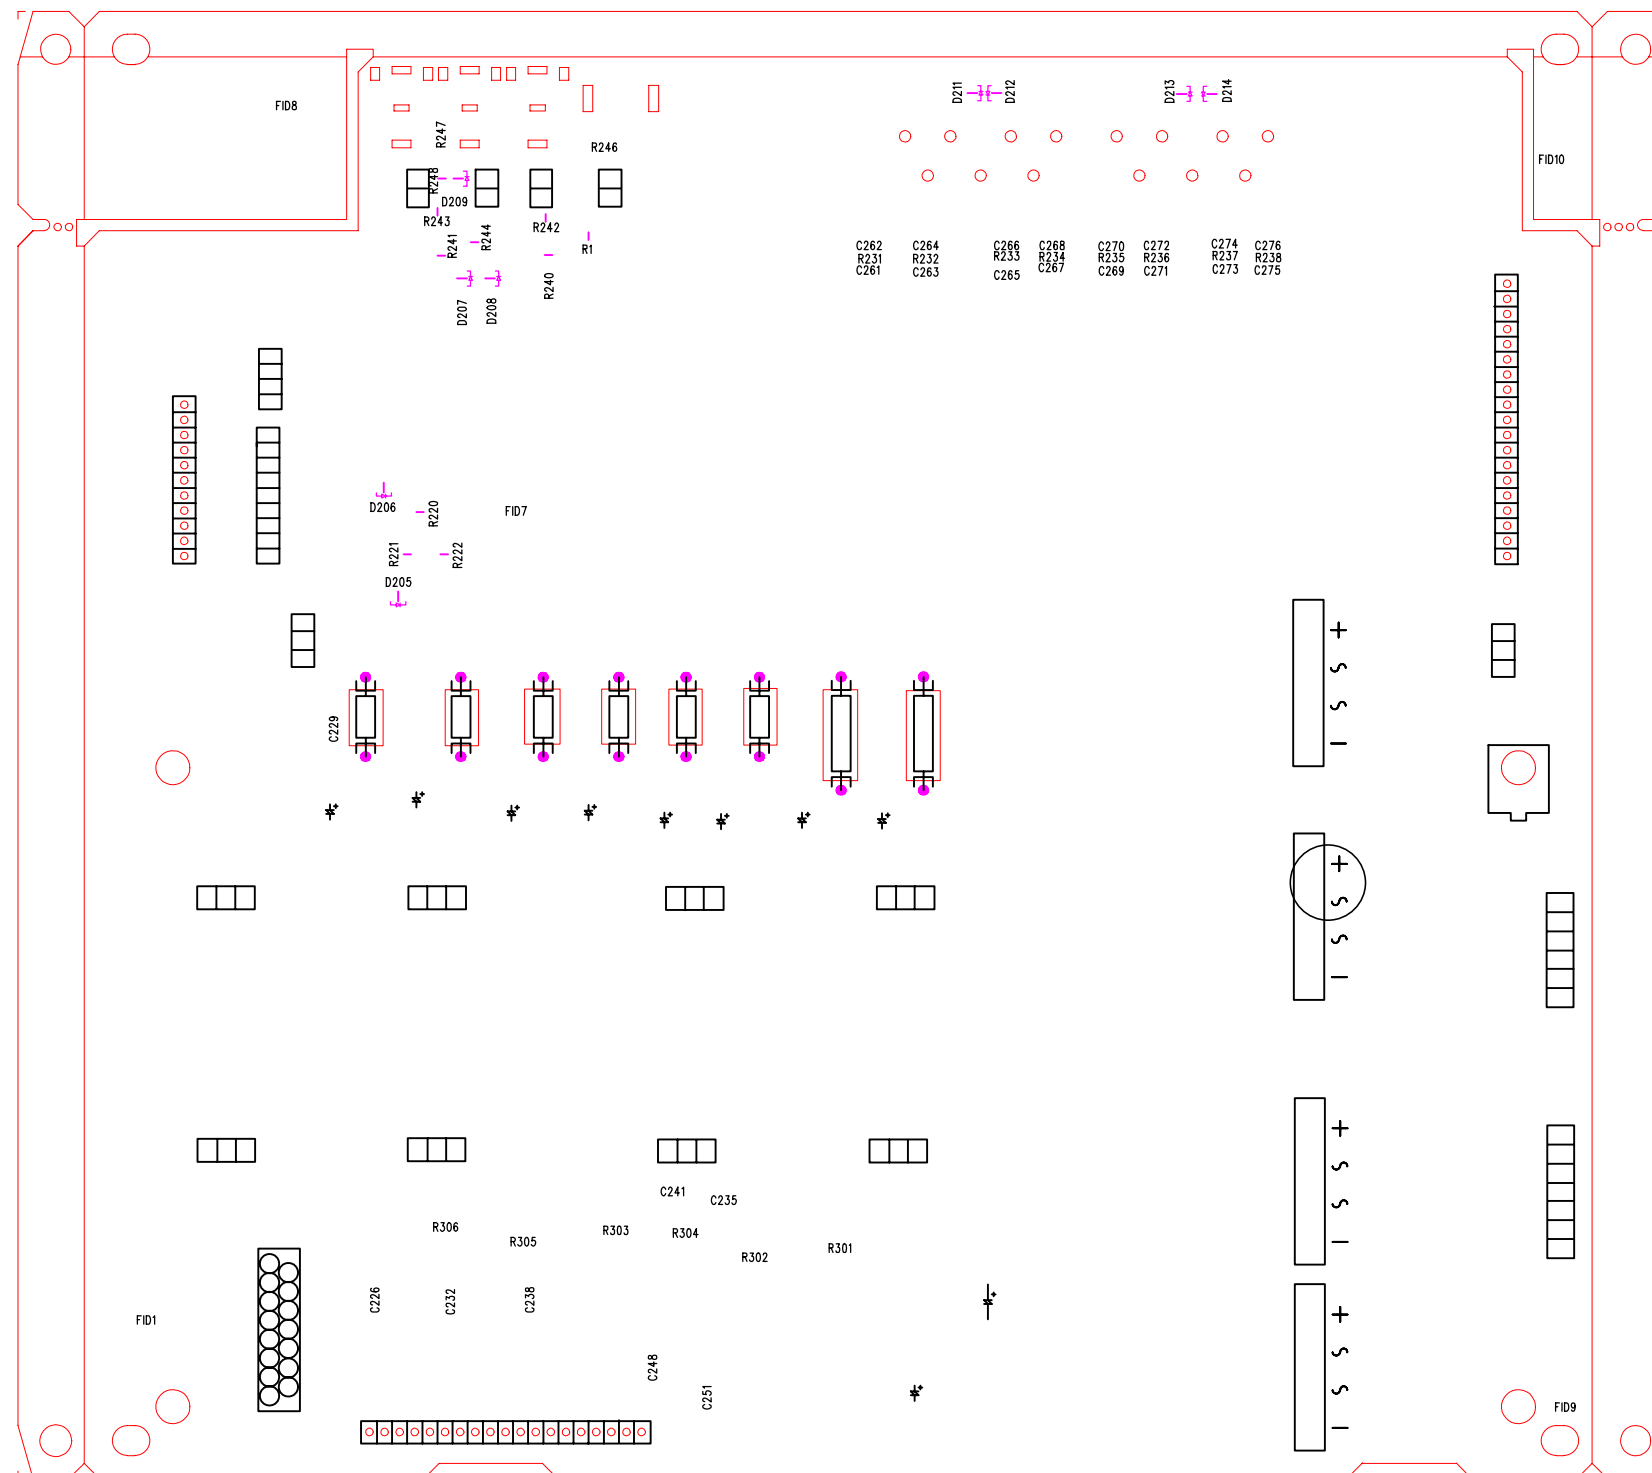 D211
D212
D213
D214
FID8
R247
R246
FID10
R248
D209
R243
R242
R241
R244
R1
C262
C264
C266
C268
C270
C272
C274
C276
R231
R232
R233
R234
R235
R236
R237
R238
C261
C263
C265
C267
C269
C271
C273
C275
R240
D207
D208
D206
R220
FID7
R221
R222
D205
+
S
S
-
C229
+
S
S
-
+
S
S
-
C241
C235
R306
R305
R303
R304
R302
R301
C226
C232
C238
FID1
+
S
S
-
C248
C251
FID9